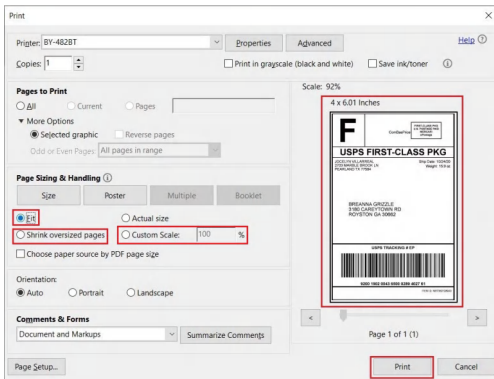 Print
Printer: BY-482BT Properties Advanced Help
Copies: 1 Print in grayscale (black and white) Save ink/toner
Pages to Print
All Current Pages
More Options
Selected graphic Reverse pages
Odd or Even Pages: All pages in range
Page Sizing & Handling
Size Poster Multiple Booklet
Fit Actual size
Shrink oversized pages Custom Scale: 100 %
Choose paper source by PDF page size
Orientation:
Auto Portrait Landscape
Comments & Forms
Document and Markups Summarize Comments
Page Setup...
Scale: 92%
4 x 6.01 Inches
F
USPS FIRST-CLASS PKG
BREANNA GRIZZLE
3180 CAREYTOWN RD
ROYSTON GA 30662
USPS TRACKING # EP
< >
Page 1 of 1 (1)
Print Cancel